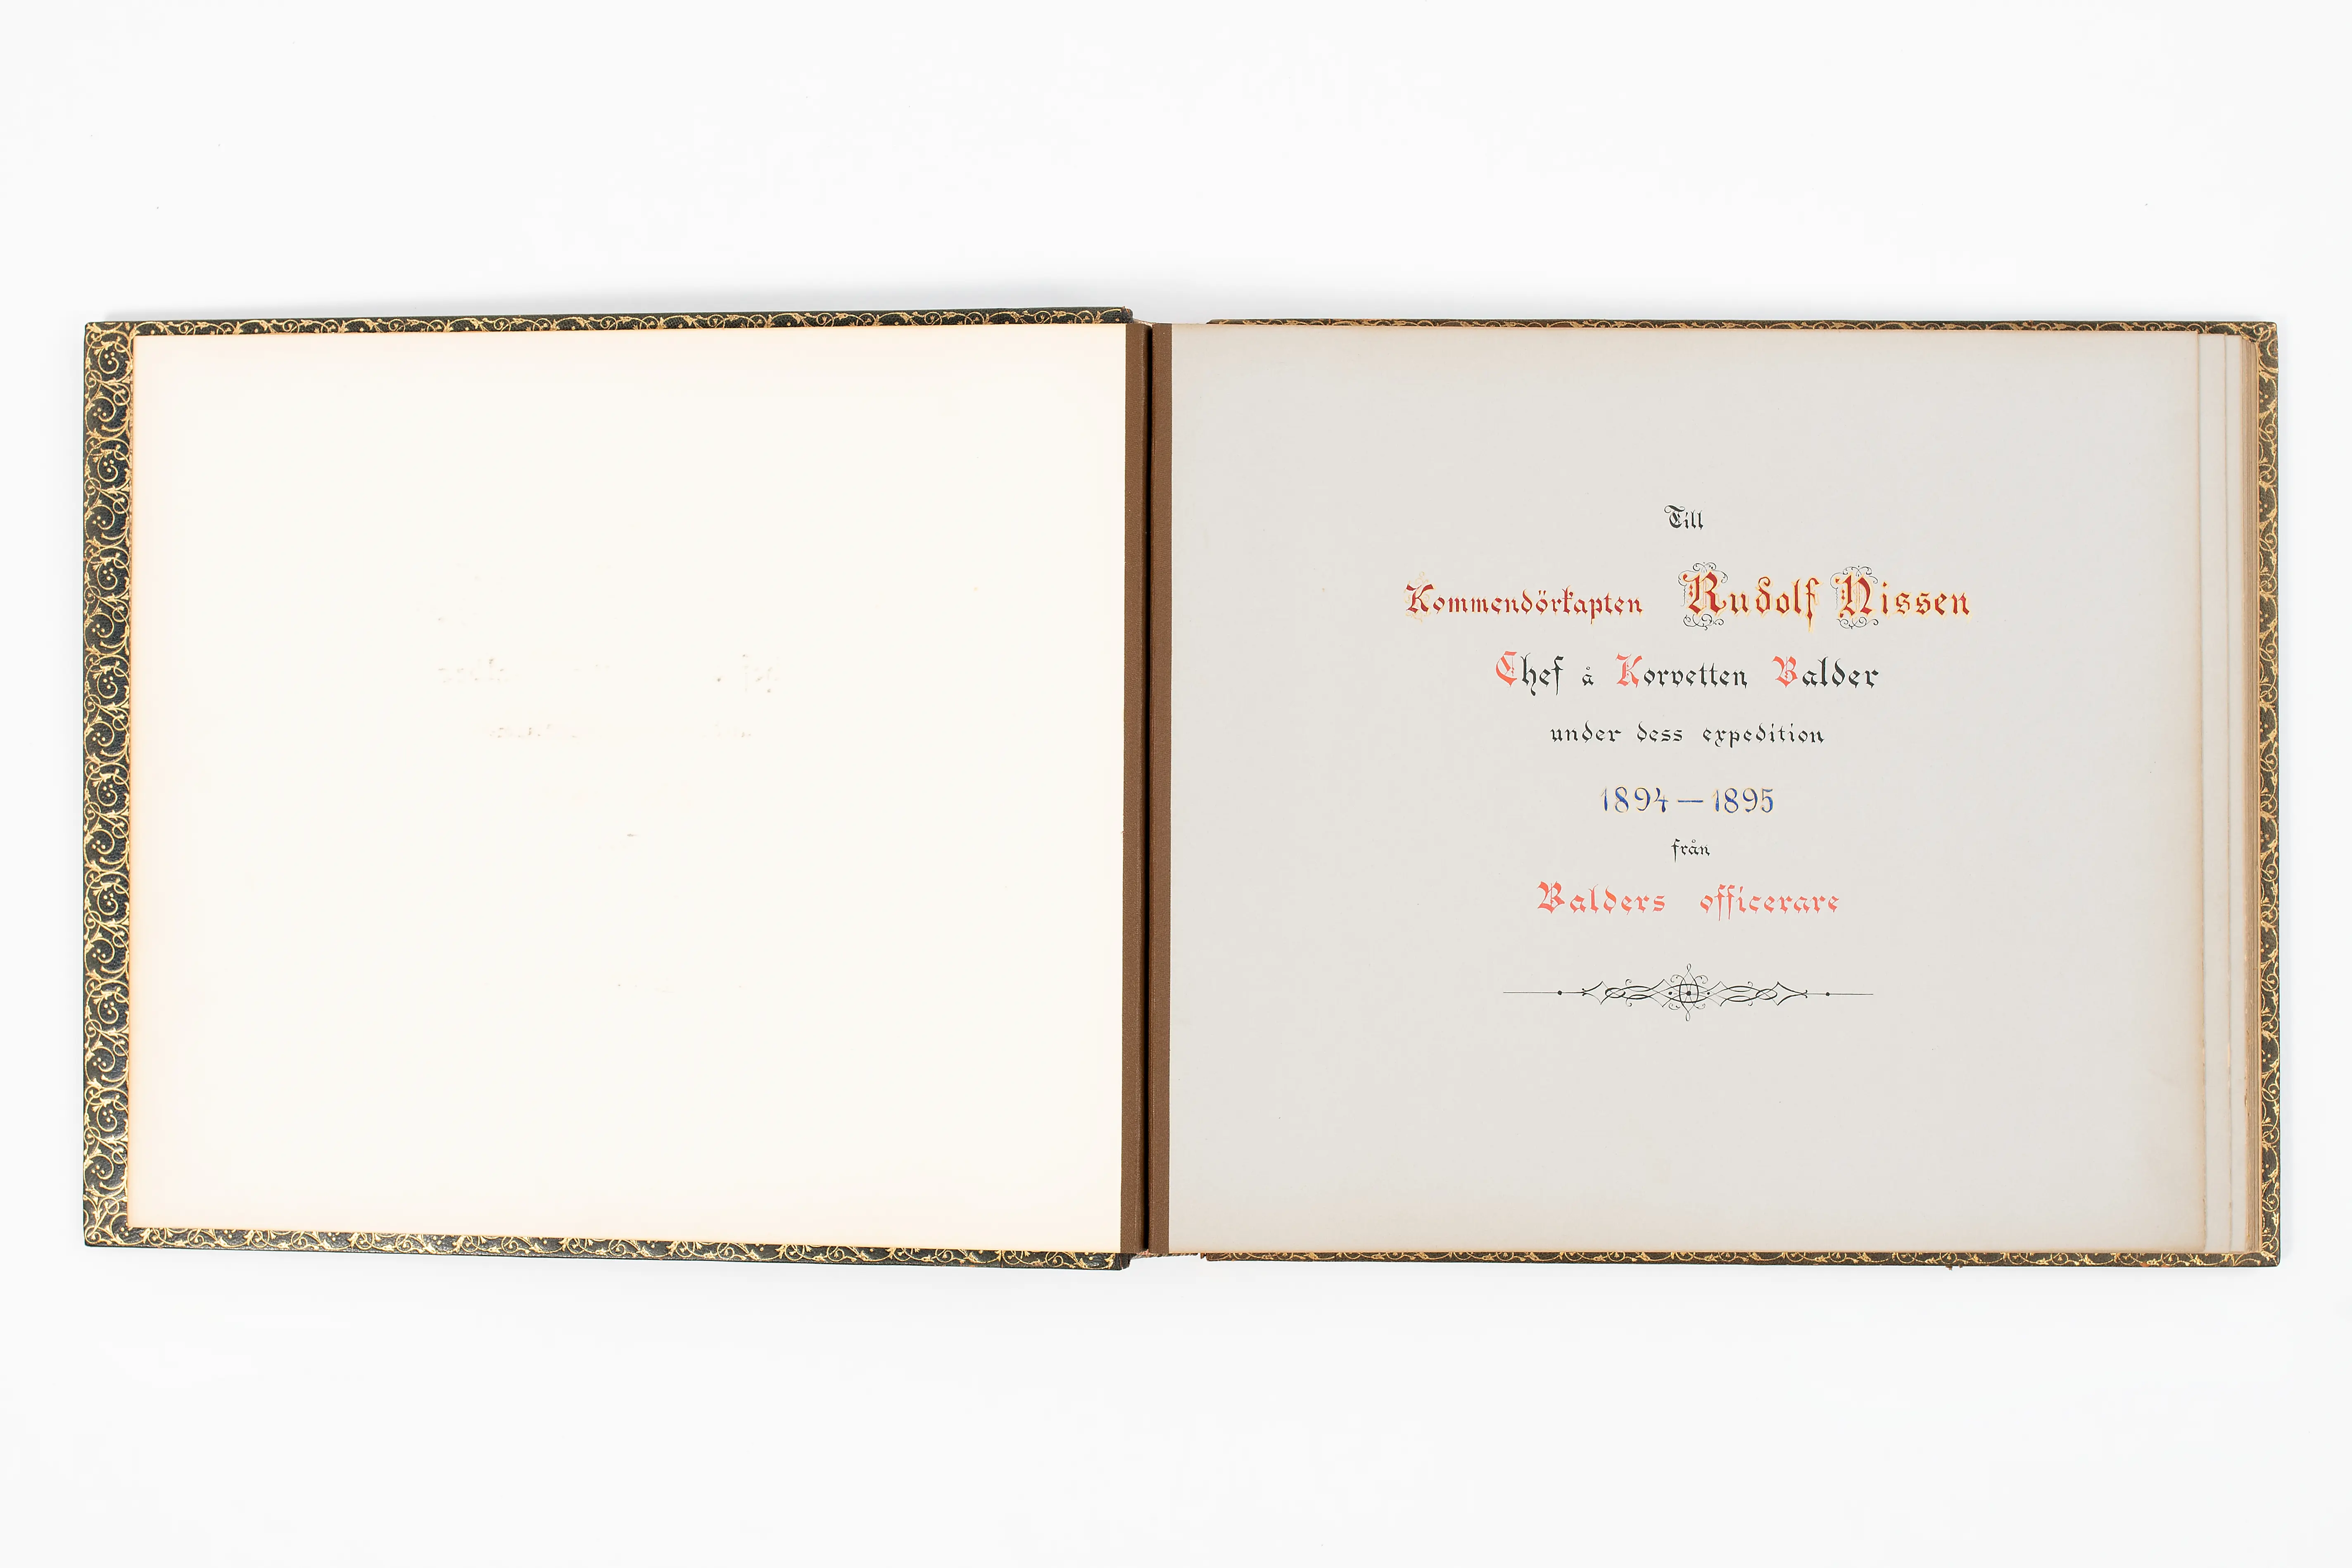 Till
Kommendörkapten Rudolf Nissen
Chef å Korvetten Balder
under dess expedition
1894 — 1895
från
Balders officerare